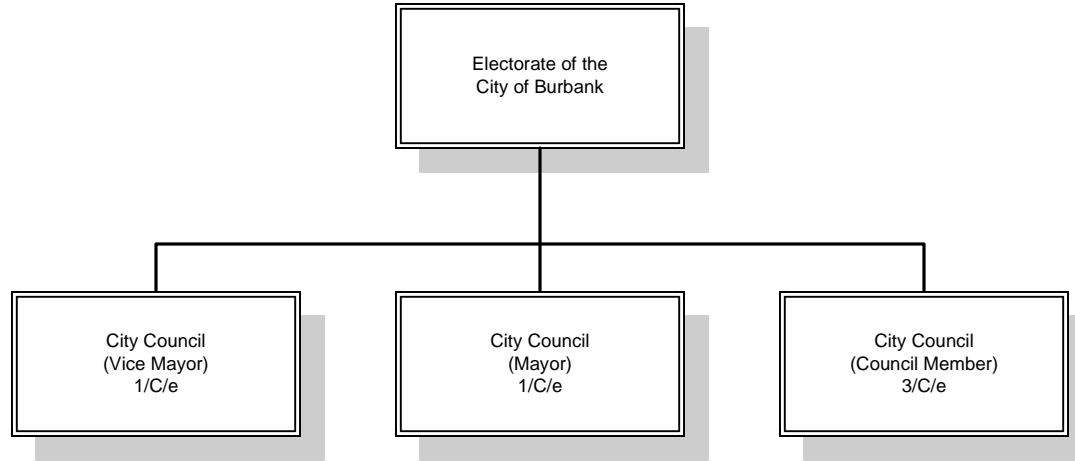 Electorate of the
City of Burbank
City Council
(Vice Mayor)
1/C/e
City Council
(Mayor)
1/C/e
City Council
(Council Member)
3/C/e